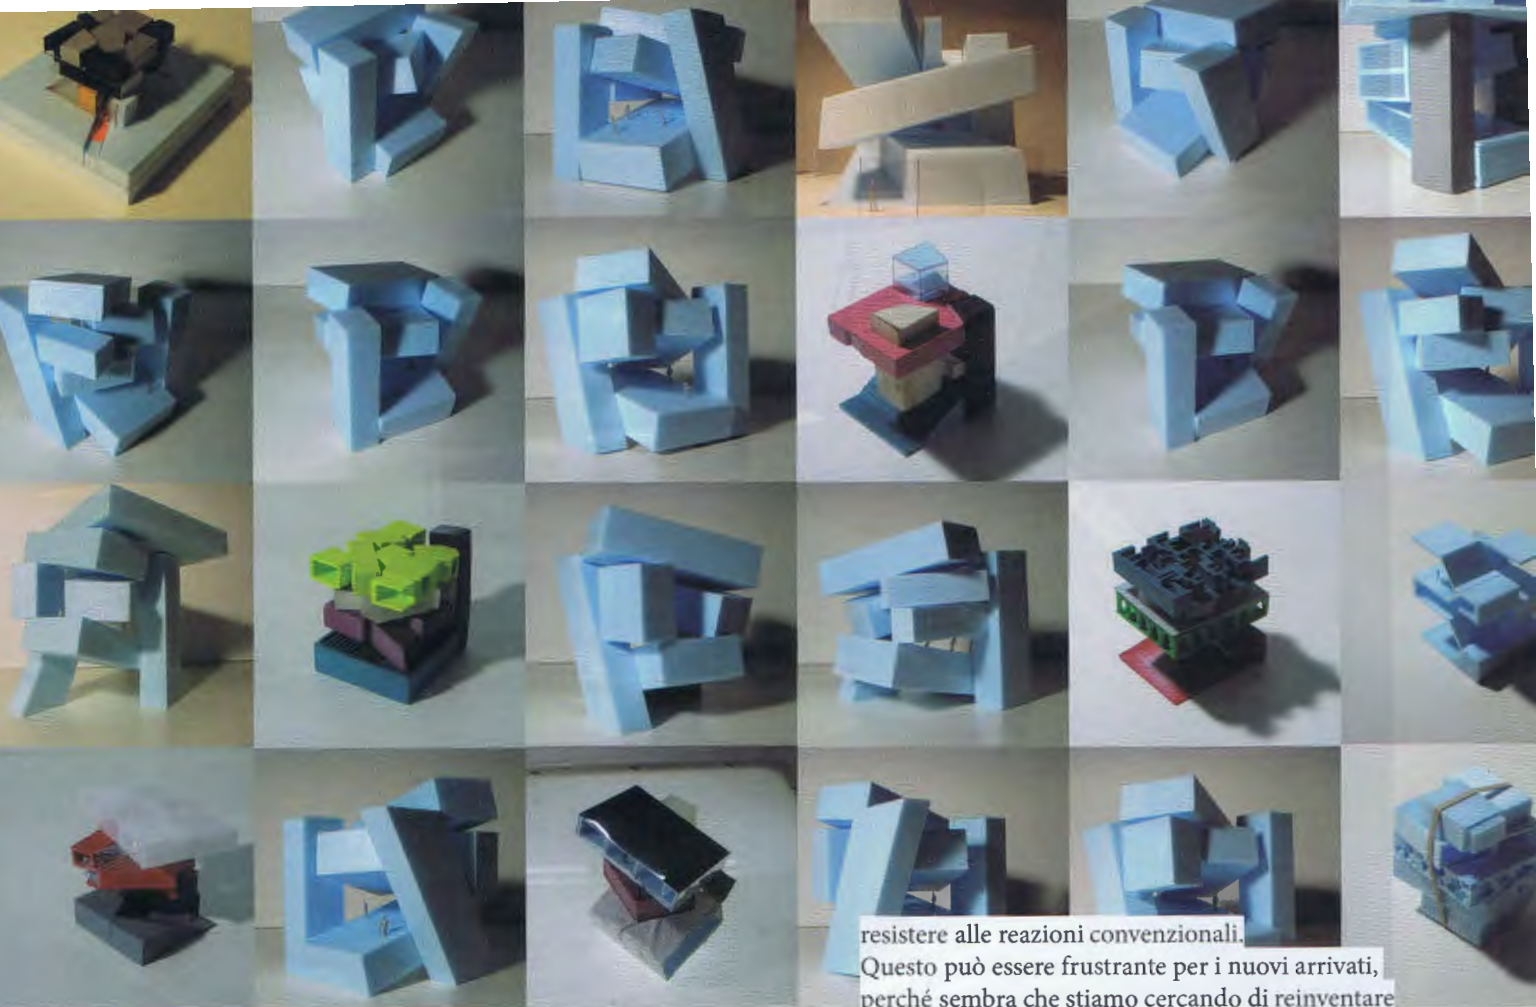 resistere alle reazioni convenzionali.
Questo può essere frustrante per i nuovi arrivati,
perché sembra che stiamo cercando di reinventare